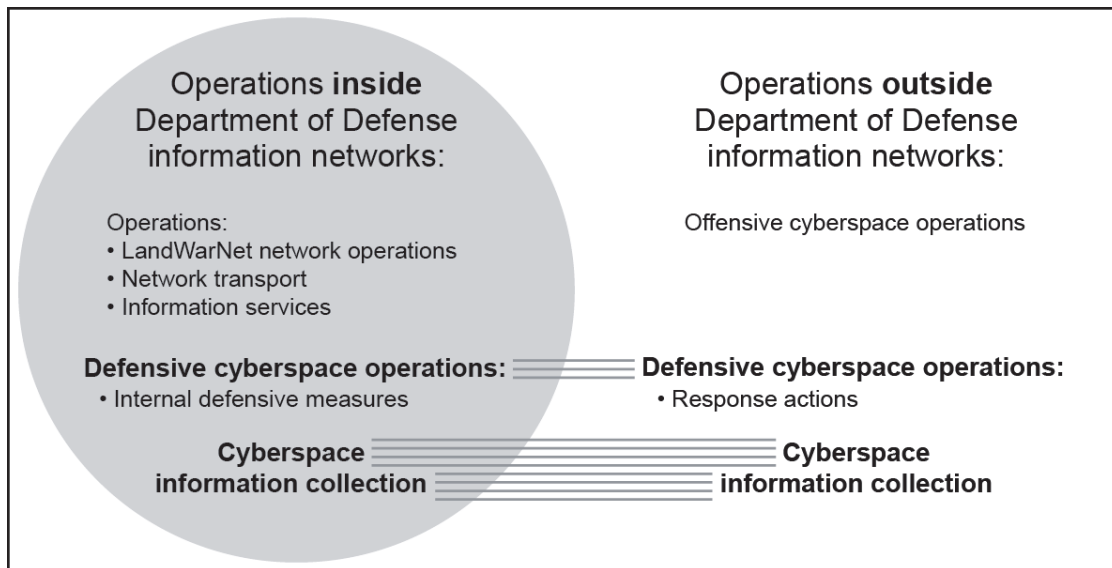 Operations inside
Department of Defense
information networks:
Operations:
• LandWarNet network operations
• Network transport
• Information services
Defensive cyberspace operations:
• Internal defensive measures
Cyberspace
information collection
Operations outside
Department of Defense
information networks:
Offensive cyberspace operations
Defensive cyberspace operations:
• Response actions
Cyberspace
information collection